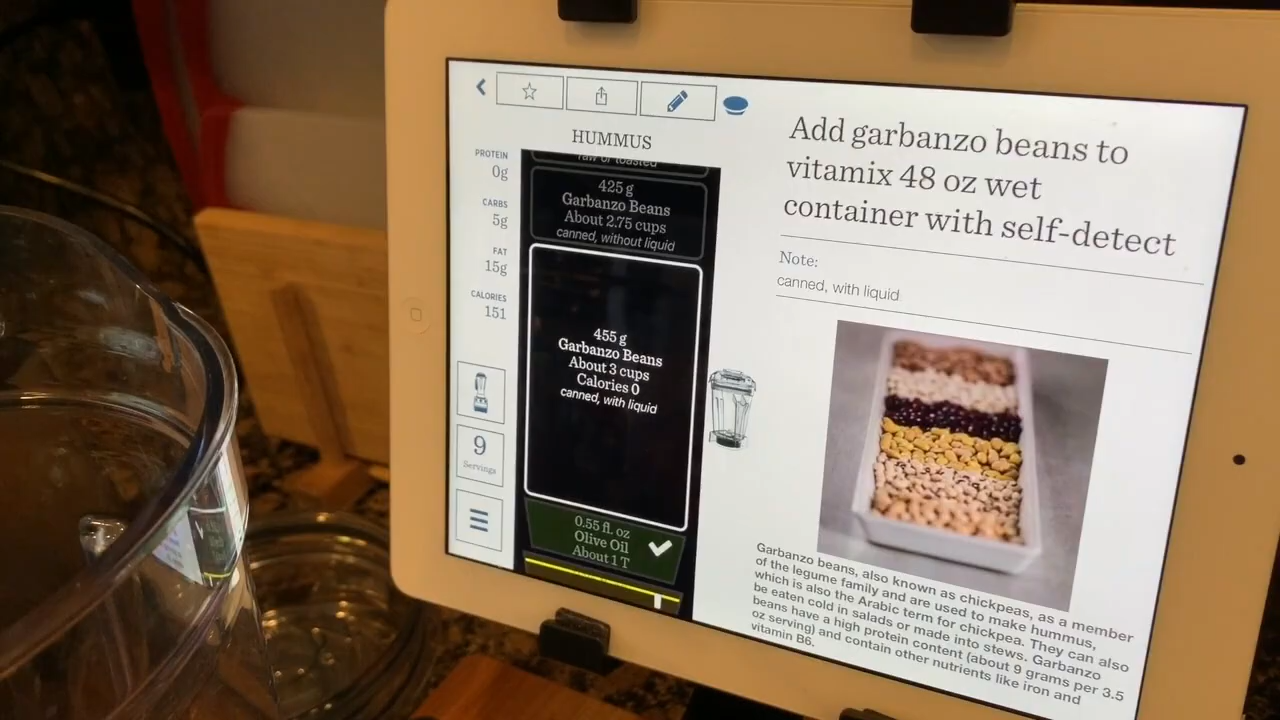 HUMMUS
PROTEIN
0g
CARBS
5g
FAT
15g
CALORIES
151
9
Servings
raw or toasted
425 g
Garbanzo Beans
About 2.75 cups
canned, without liquid
455 g
Garbanzo Beans
About 3 cups
Calories 0
canned, with liquid
0.55 fl. oz
Olive Oil
About 1 T
Add garbanzo beans to
vitamix 48 oz wet
container with self-detect
Note:
canned, with liquid
Garbanzo beans, also known as chickpeas, as a member
of the legume family and are used to make hummus,
which is also the Arabic term for chickpea. They can also
be eaten cold in salads or made into stews. Garbanzo
beans have a high protein content (about 9 grams per 3.5
oz serving) and contain other nutrients like iron and
vitamin B6.